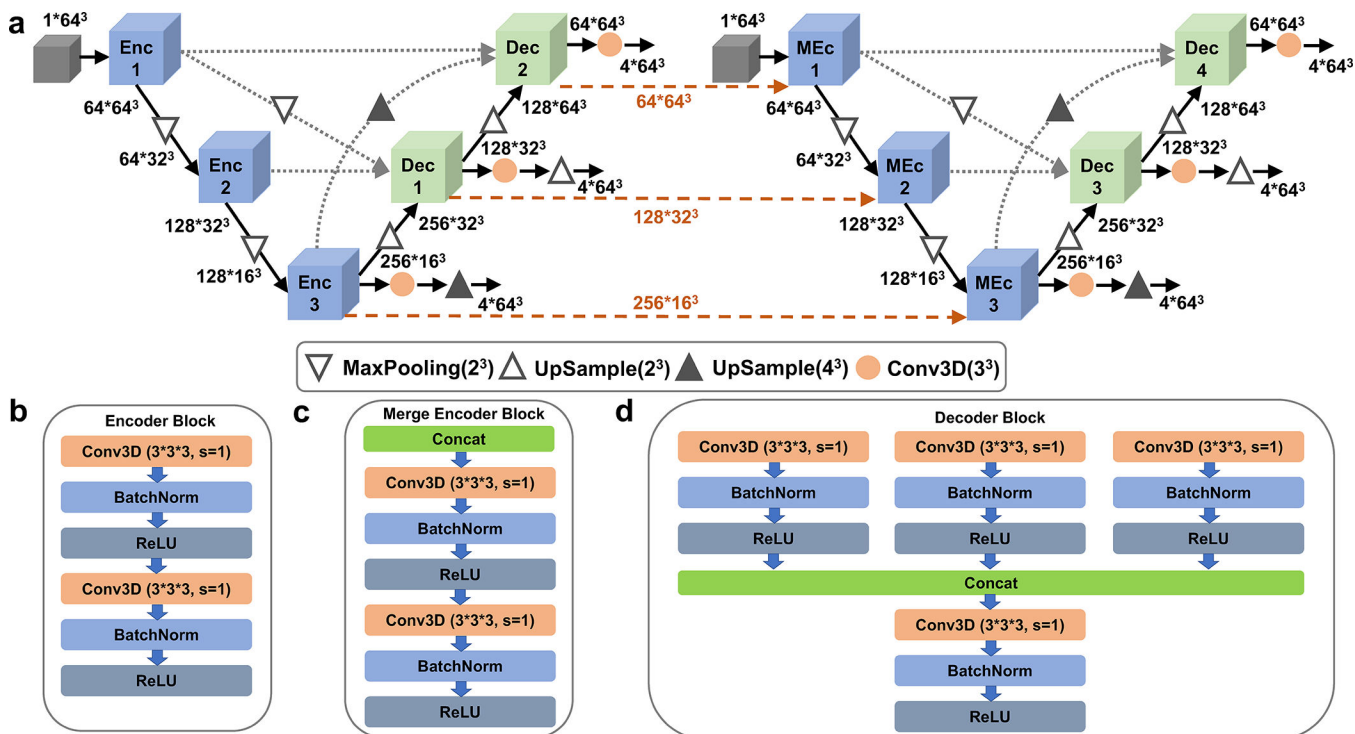 a
1*64³
Enc
1
64*64³
64*32³
Enc
2
128*32³
128*16³
Enc
3
256*16³
4*64³
256*32³
Dec
1
128*32³
4*64³
128*64³
Dec
2
64*64³
4*64³
64*64³
128*32³
256*16³
1*64³
MEc
1
64*64³
64*32³
MEc
2
128*32³
128*16³
MEc
3
256*16³
4*64³
256*32³
Dec
3
128*32³
4*64³
128*64³
Dec
4
64*64³
4*64³
MaxPooling(2³)
UpSample(2³)
UpSample(4³)
Conv3D(3³)
b
Encoder Block
Conv3D (3*3*3, s=1)
BatchNorm
ReLU
Conv3D (3*3*3, s=1)
BatchNorm
ReLU
c
Merge Encoder Block
Concat
Conv3D (3*3*3, s=1)
BatchNorm
ReLU
Conv3D (3*3*3, s=1)
BatchNorm
ReLU
d
Decoder Block
Conv3D (3*3*3, s=1)
Conv3D (3*3*3, s=1)
Conv3D (3*3*3, s=1)
BatchNorm
BatchNorm
BatchNorm
ReLU
ReLU
ReLU
Concat
Conv3D (3*3*3, s=1)
BatchNorm
ReLU